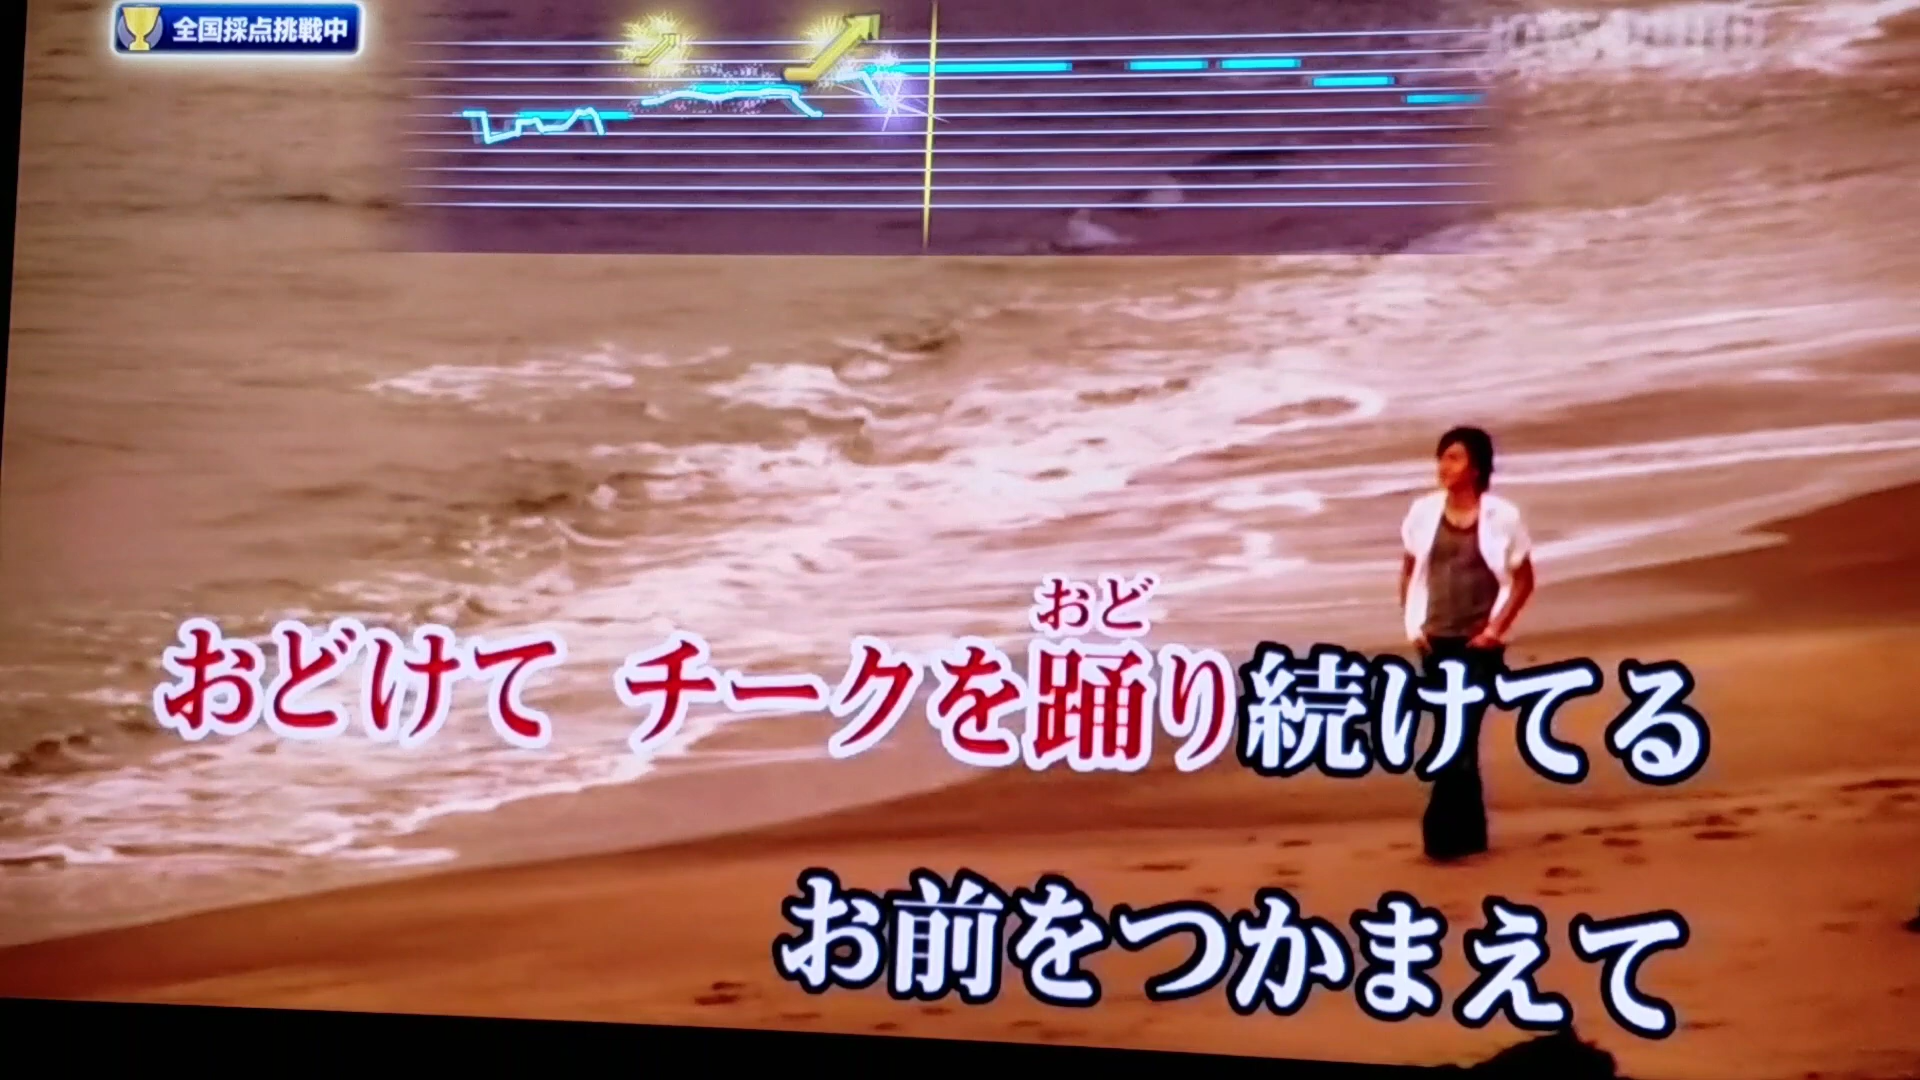 全国採点挑戦中
おど
おどけて チークを踊り続けてる
お前をつかまえて